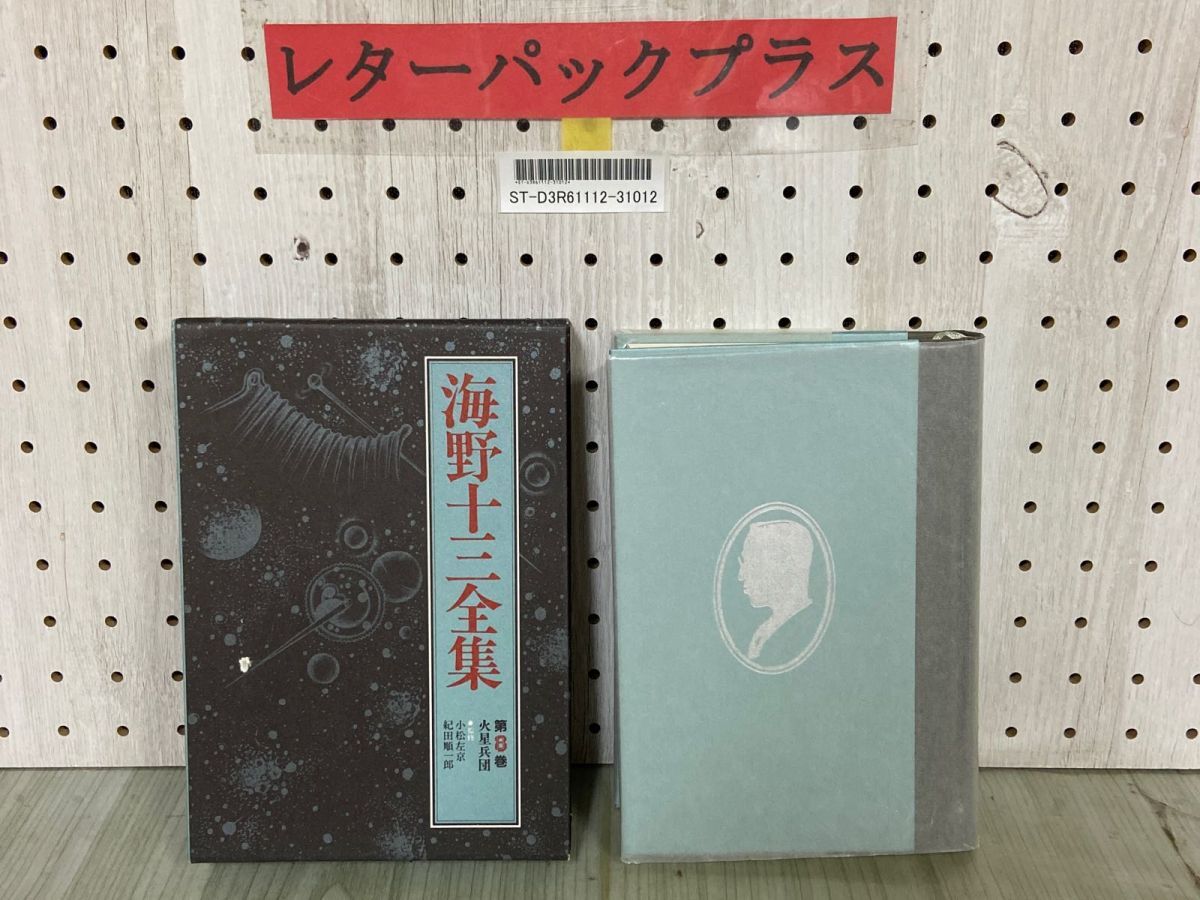 レターパックプラス
ST-D3R61112-31012
海野十三全集
第 巻
火星兵団
小松左京
紀田順一郎